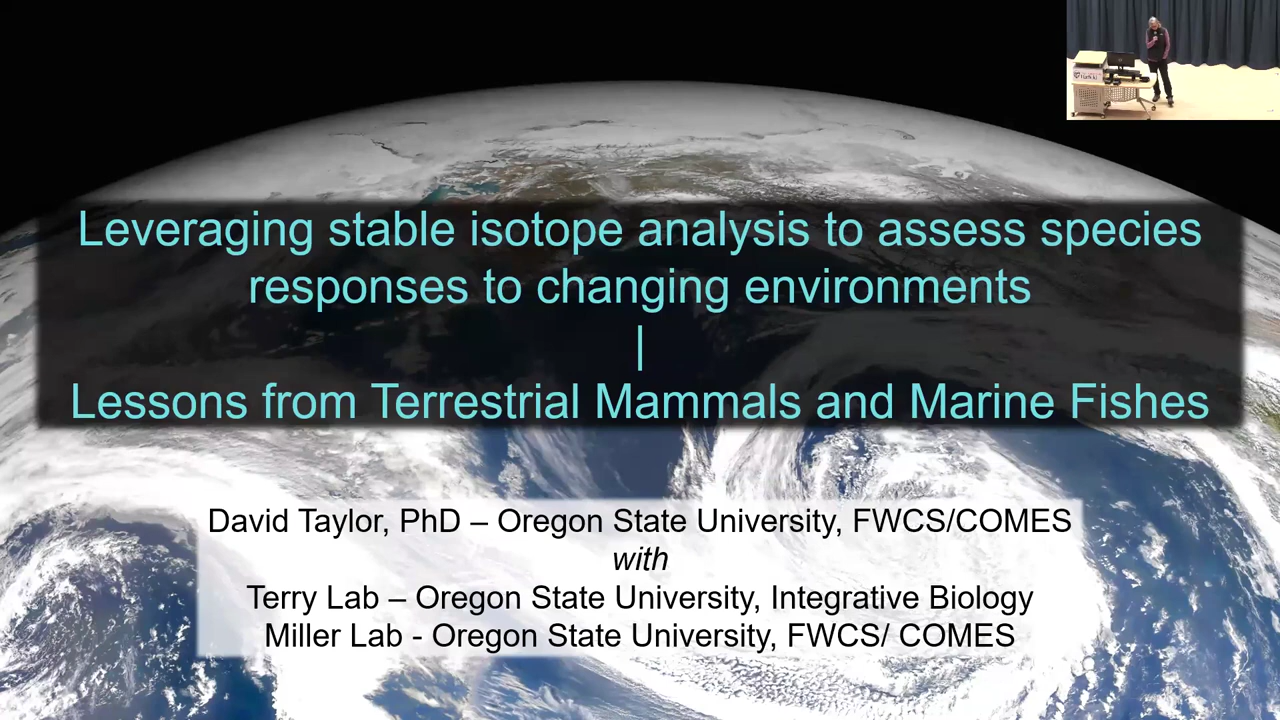 Leveraging stable isotope analysis to assess species
responses to changing environments
|
Lessons from Terrestrial Mammals and Marine Fishes
David Taylor, PhD – Oregon State University, FWCS/COMES
with
Terry Lab – Oregon State University, Integrative Biology
Miller Lab - Oregon State University, FWCS/ COMES